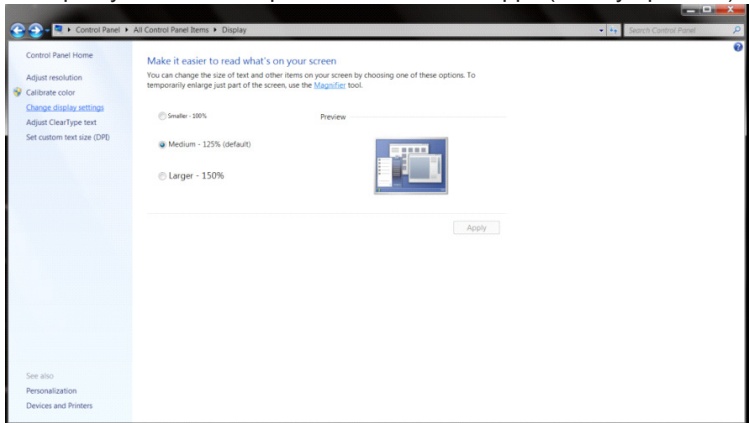 Control Panel ▸ All Control Panel Items ▸ Display
Search Control Panel
Control Panel Home
Adjust resolution
Calibrate color
Change display settings
Adjust ClearType text
Set custom text size (DPI)
Make it easier to read what's on your screen
You can change the size of text and other items on your screen by choosing one of these options. To
temporarily enlarge just part of the screen, use the Magnifier tool.
Smaller - 100%
Preview
Medium - 125% (default)
Larger - 150%
Apply
See also
Personalization
Devices and Printers